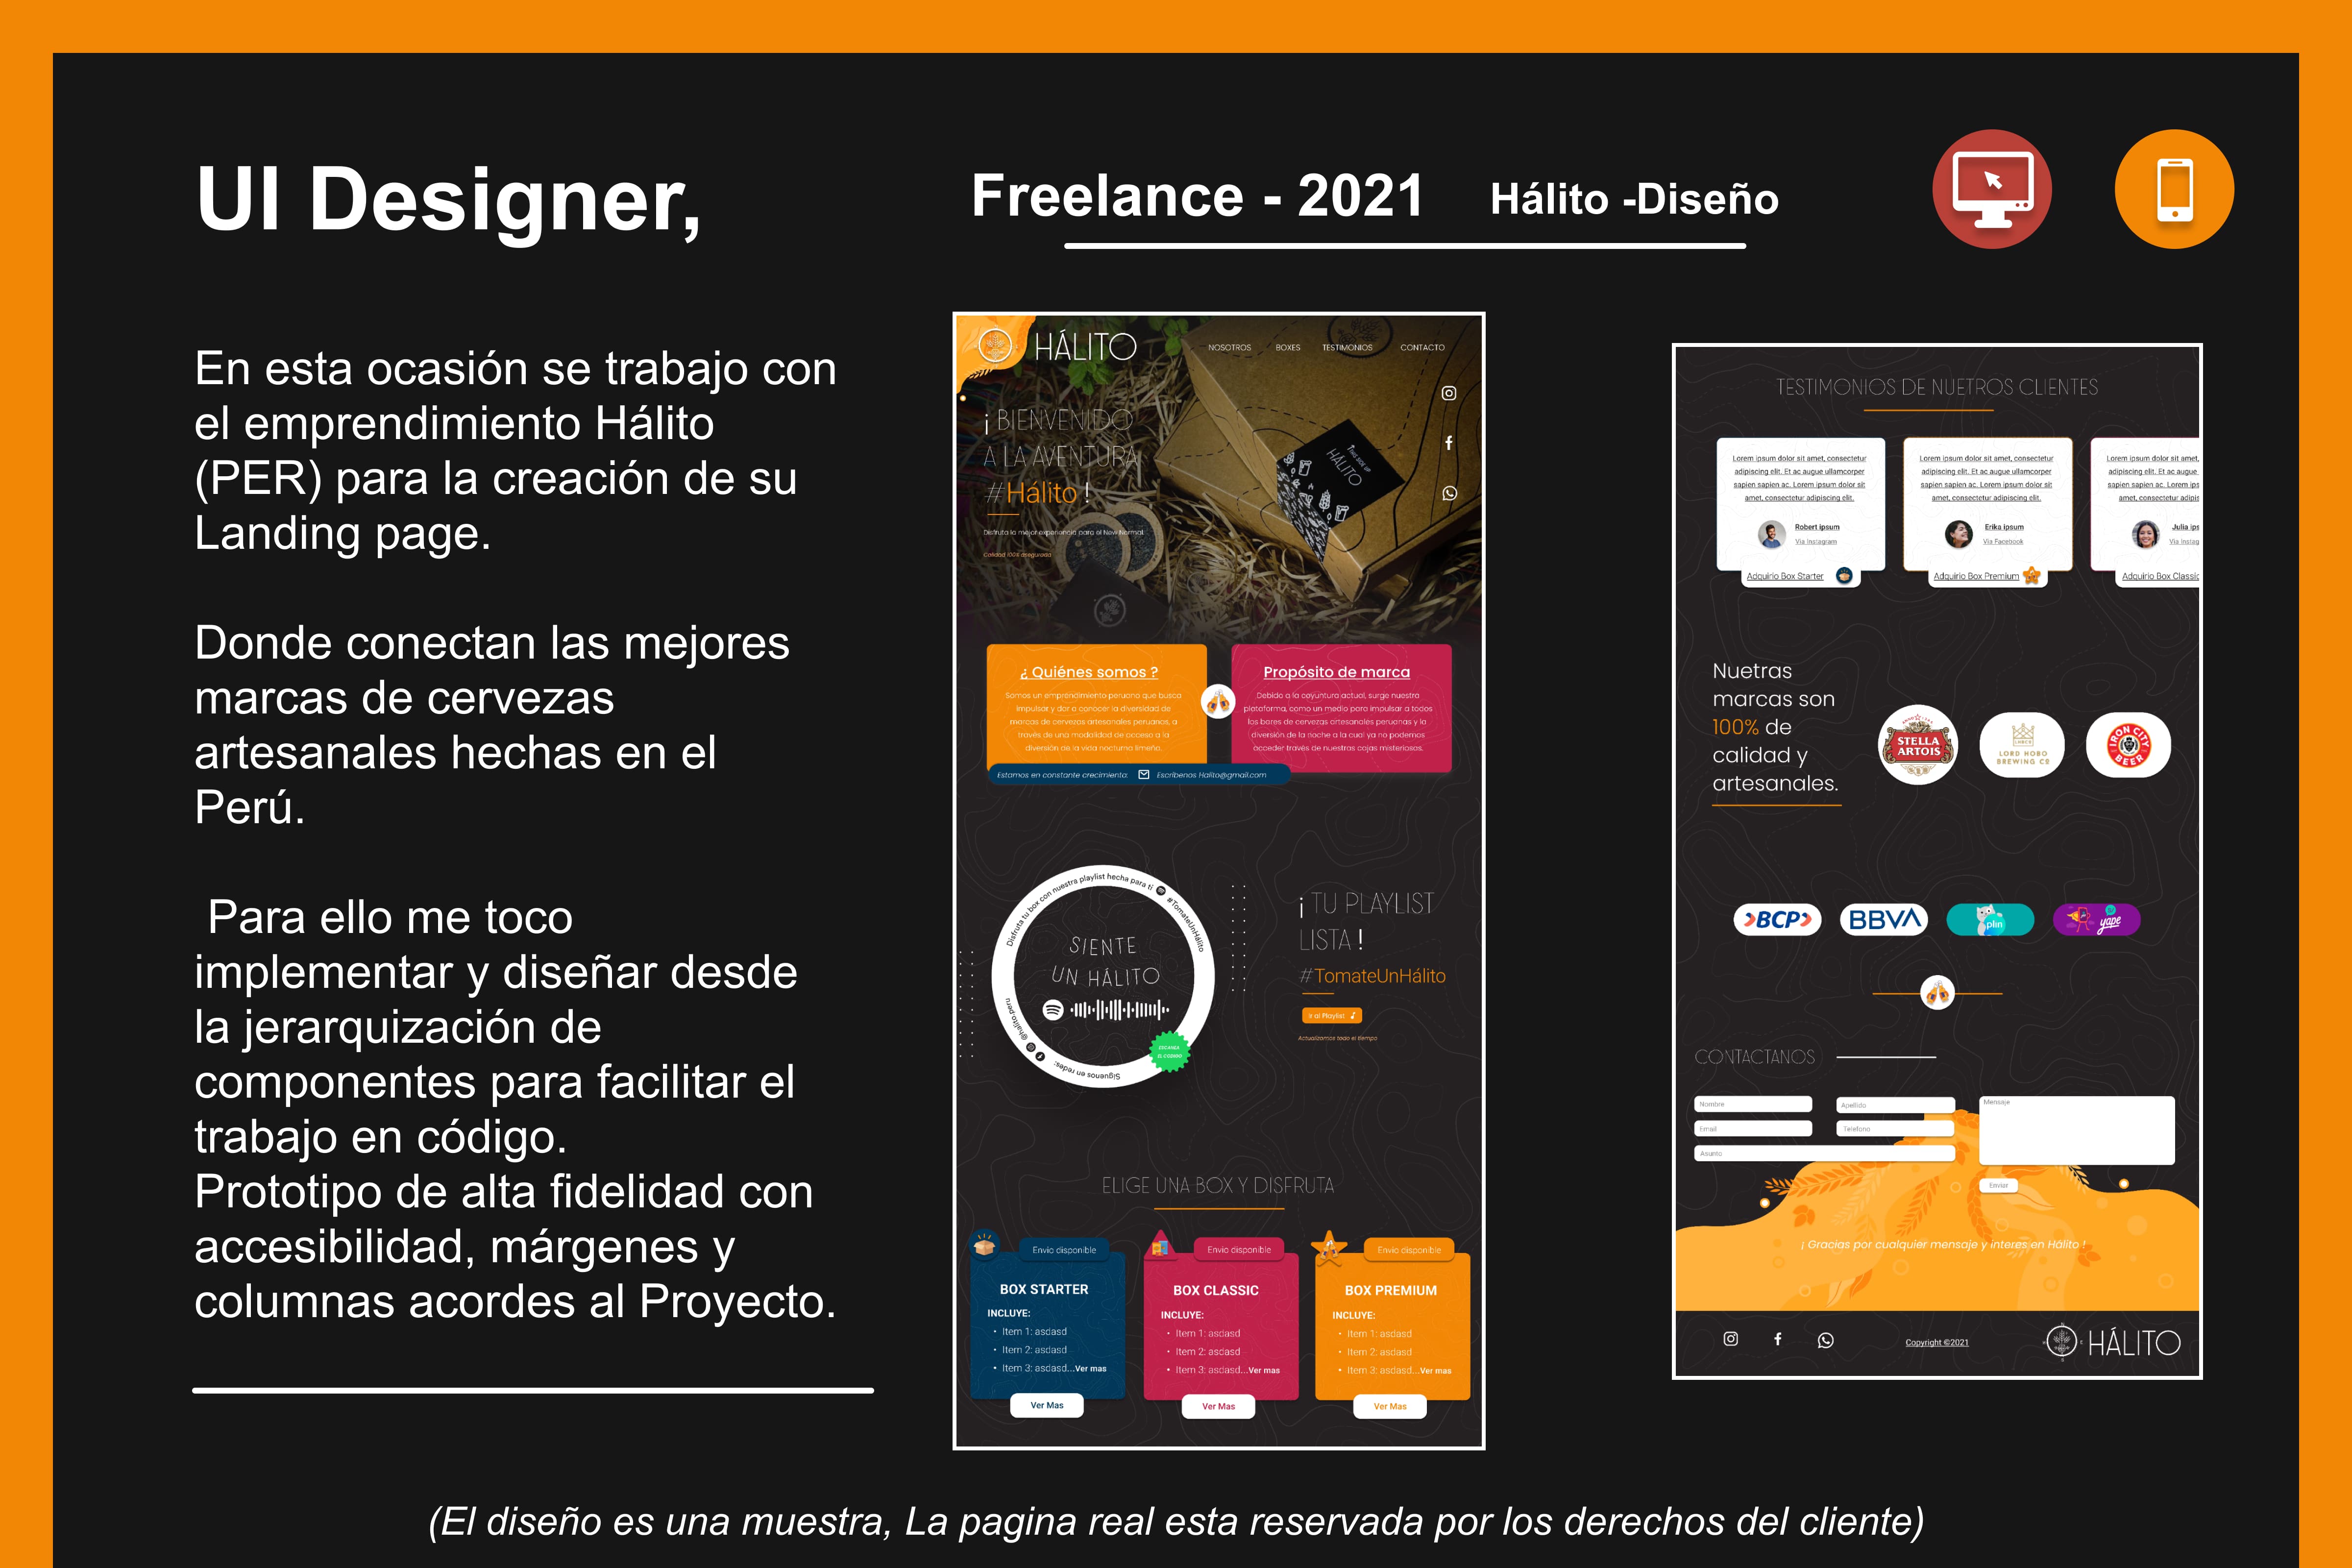 UI Designer,
Freelance - 2021
Hálito -Diseño
En esta ocasión se trabajo con
el emprendimiento Hálito
(PER) para la creación de su
Landing page.
Donde conectan las mejores
marcas de cervezas
artesanales hechas en el
Perú.
Para ello me toco
implementar y diseñar desde
la jerarquización de
componentes para facilitar el
trabajo en código.
Prototipo de alta fidelidad con
accesibilidad, márgenes y
columnas acordes al Proyecto.
HÁLITO
NOSOTROS BOXES TESTIMONIOS CONTACTO
¡ BIENVENIDO
A LA AVENTURA
#Hálito !
Disfruta la mejor experiencia para el New Normal.
Calidad 100% asegurada
THIS SIDE UP
HÁLITO
¿ Quiénes somos ?
Somos un emprendimiento peruano que busca
impulsar y dar a conocer la diversidad de
marcas de cervezas artesanales peruanas, a
través de una modalidad de acceso a la
diversión de la vida nocturna limeña.
Propósito de marca
Debido a la coyuntura actual, surge nuestra
plataforma, como un medio para impulsar a todos
los bares de cervezas artesanales peruanas y la
diversión de la noche a la cual ya no podemos
acceder través de nuestras cajas misteriosas.
Estamos en constante crecimiento: Escríbenos Halito@gmail.com
Disfruta tu box con nuestra playlist hecha para ti #TomateUnHálito
SIENTE
UN HÁLITO
Síguenos en redes: @halito.peru
ESCANEA
EL CODIGO
¡ TU PLAYLIST
LISTA !
#TomateUnHálito
Ir al Playlist
Actualizamos todo el tiempo
ELIGE UNA BOX Y DISFRUTA
Envio disponible
BOX STARTER
INCLUYE:
• Item 1: asdasd
• Item 2: asdasd
• Item 3: asdasd...Ver mas
Ver Mas
Envio disponible
BOX CLASSIC
INCLUYE:
• Item 1: asdasd
• Item 2: asdasd
• Item 3: asdasd...Ver mas
Ver Mas
Envio disponible
BOX PREMIUM
INCLUYE:
• Item 1: asdasd
• Item 2: asdasd
• Item 3: asdasd...Ver mas
Ver Mas
TESTIMONIOS DE NUETROS CLIENTES
Lorem ipsum dolor sit amet, consectetur
adipiscing elit. Et ac augue ullamcorper
sapien sapien ac. Lorem ipsum dolor sit
amet, consectetur adipiscing elit.
Robert ipsum
Via Instagram
Adquirio Box Starter
Lorem ipsum dolor sit amet, consectetur
adipiscing elit. Et ac augue ullamcorper
sapien sapien ac. Lorem ipsum dolor sit
amet, consectetur adipiscing elit.
Erika ipsum
Via Facebook
Adquirio Box Premium
Lorem ipsum dolor sit amet,
adipiscing elit. Et ac augue
sapien sapien ac. Lorem ips
amet, consectetur adipis
Julia ips
Via Instag
Adquirio Box Classic
Nuetras
marcas son
100% de
calidad y
artesanales.
STELLA
ARTOIS
LORD HOBO
BREWING CO
IRON CITY
BEER
BCP
BBVA
plin
yape
CONTACTANOS
Nombre
Apellido
Mensaje
Email
Telefono
Asunto
Enviar
¡ Gracias por cualquier mensaje y interes en Hálito !
Copyright ©2021
HÁLITO
(El diseño es una muestra, La pagina real esta reservada por los derechos del cliente)